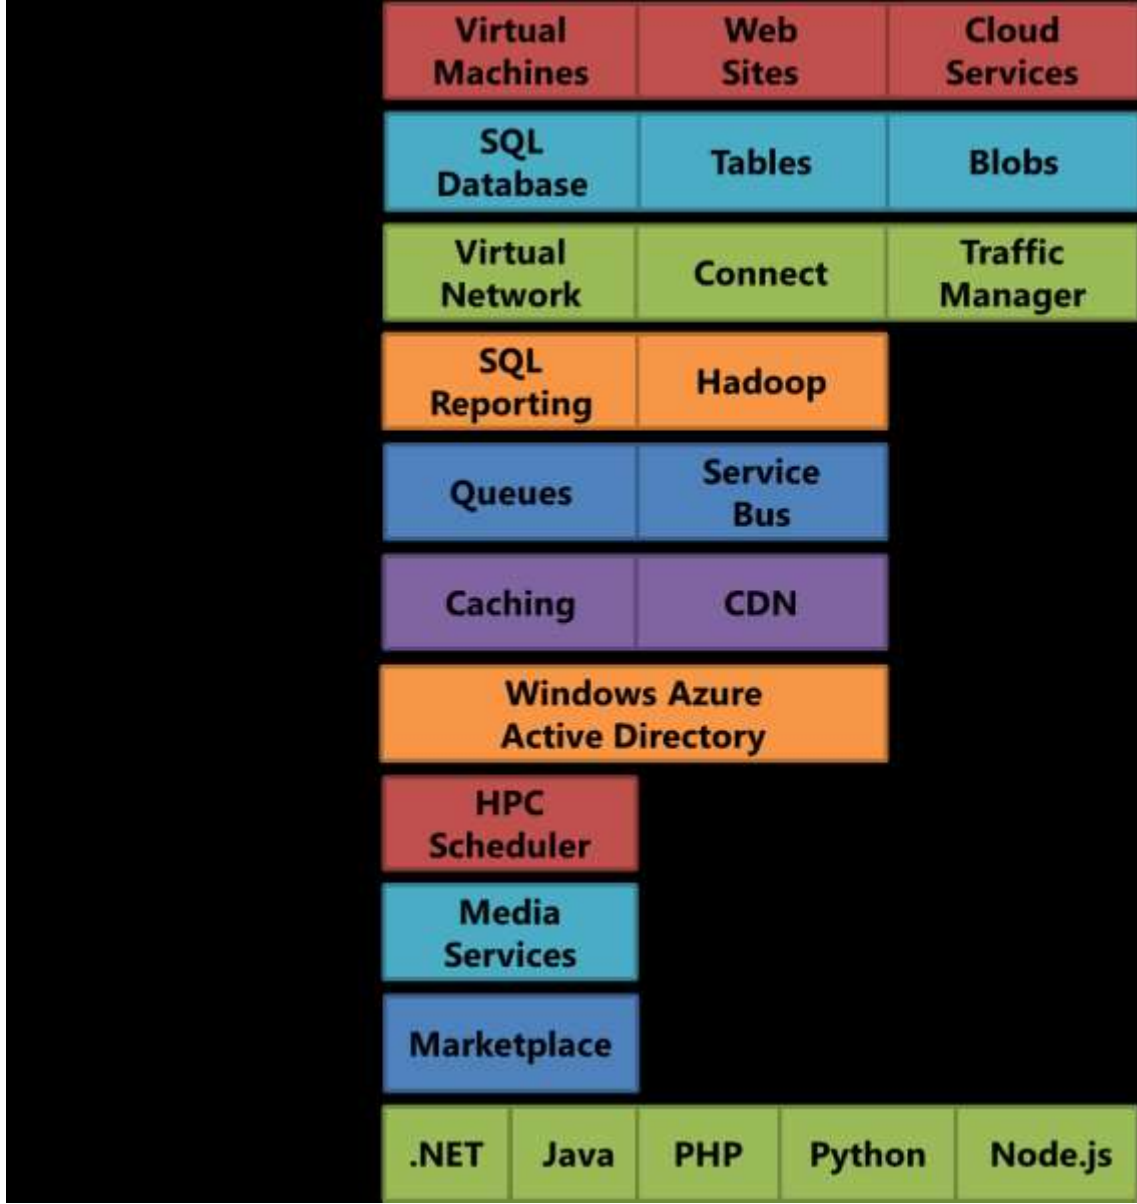 Virtual Machines
Web Sites
Cloud Services
SQL Database
Tables
Blobs
Virtual Network
Connect
Traffic Manager
SQL Reporting
Hadoop
Queues
Service Bus
Caching
CDN
Windows Azure
Active Directory
HPC
Scheduler
Media
Services
Marketplace
.NET
Java
PHP
Python
Node.js